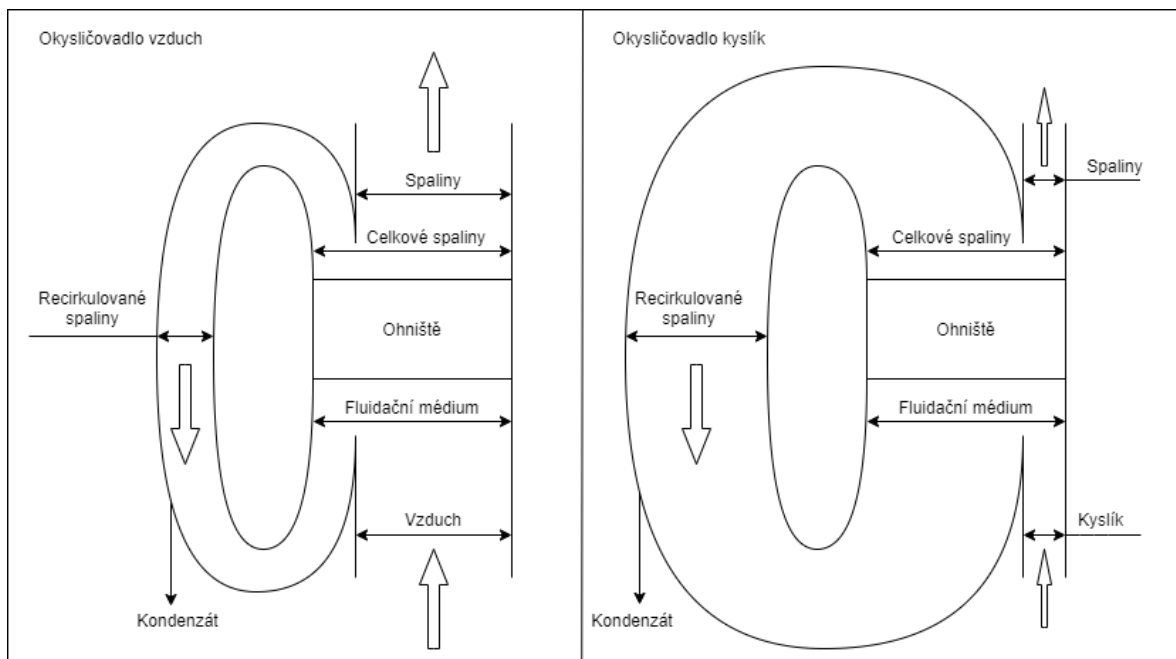 Okysličovadlo vzduch
Spaliny
Celkové spaliny
Recirkulované
spaliny
Ohniště
Fluidační médium
Vzduch
Kondenzát
Okysličovadlo kyslík
Spaliny
Celkové spaliny
Recirkulované
spaliny
Ohniště
Fluidační médium
Kyslík
Kondenzát